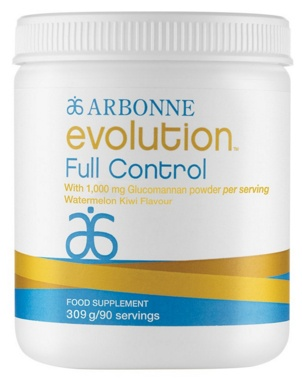 ARBONNE
evolution™
Full Control
With 1,000 mg Glucomannan powder per serving
Watermelon Kiwi Flavour
FOOD SUPPLEMENT
309 g/90 servings